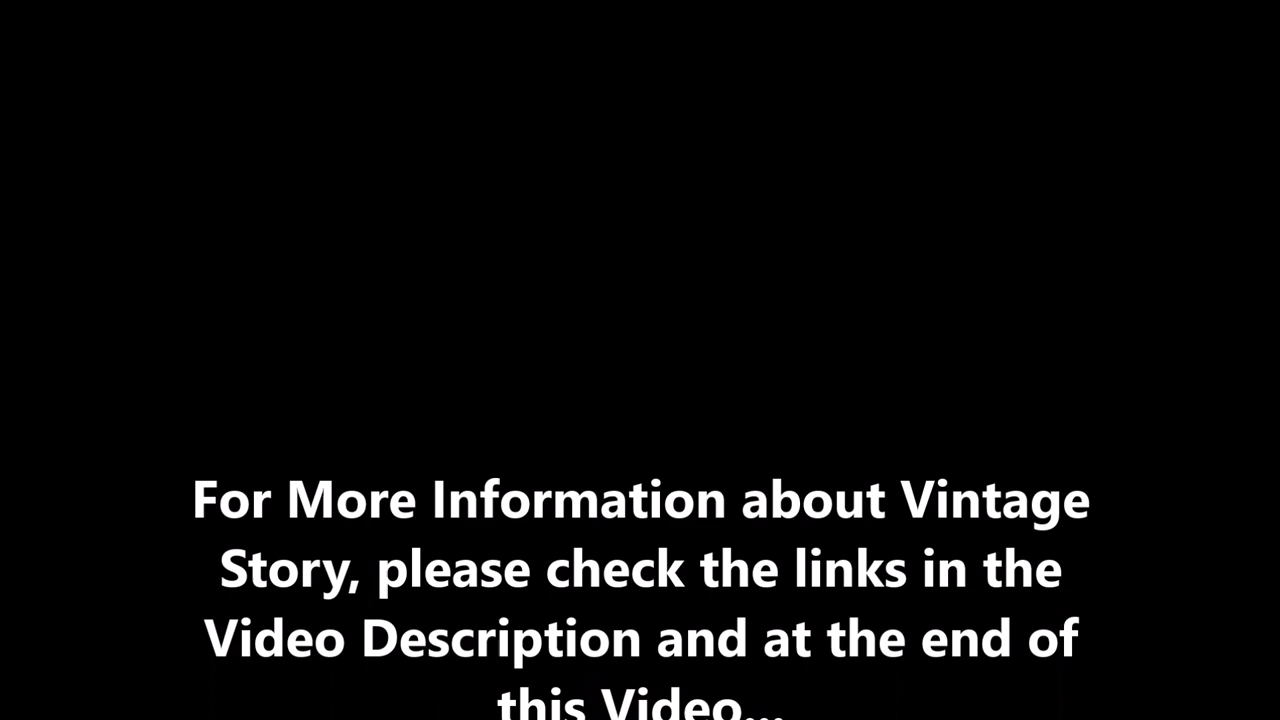 For More Information about Vintage
Story, please check the links in the
Video Description and at the end of
this Video...